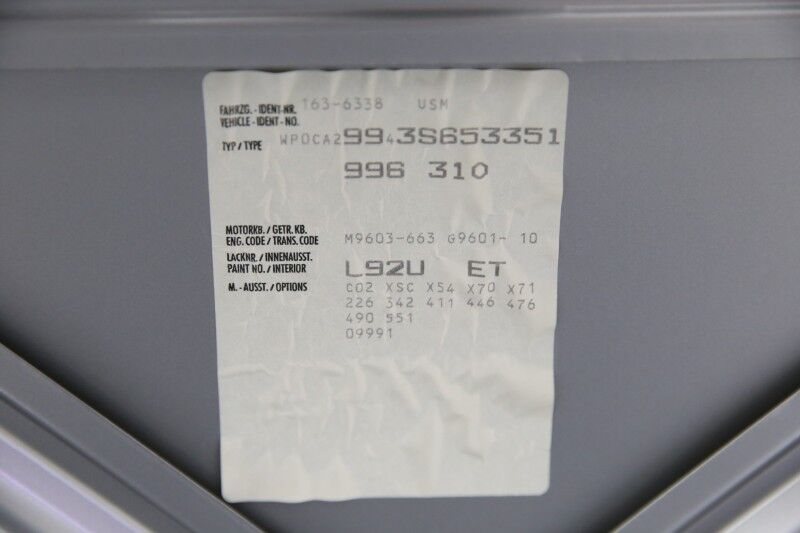 FAHRZG.-IDENT-NR. 163-6338 USM
VEHICLE-IDENT-NO.
TYP/TYPE WP0CA29943S653351
996 310
MOTORKB./GETR.KB.
ENG.CODE/TRANS.CODE M9603-663 G9601- 10
LACKNR./INNENAUSST.
PAINT NO./INTERIOR L92U ET
M.-AUSST./OPTIONS C02 XSC X54 X70 X71
226 342 411 446 476
490 551
09991